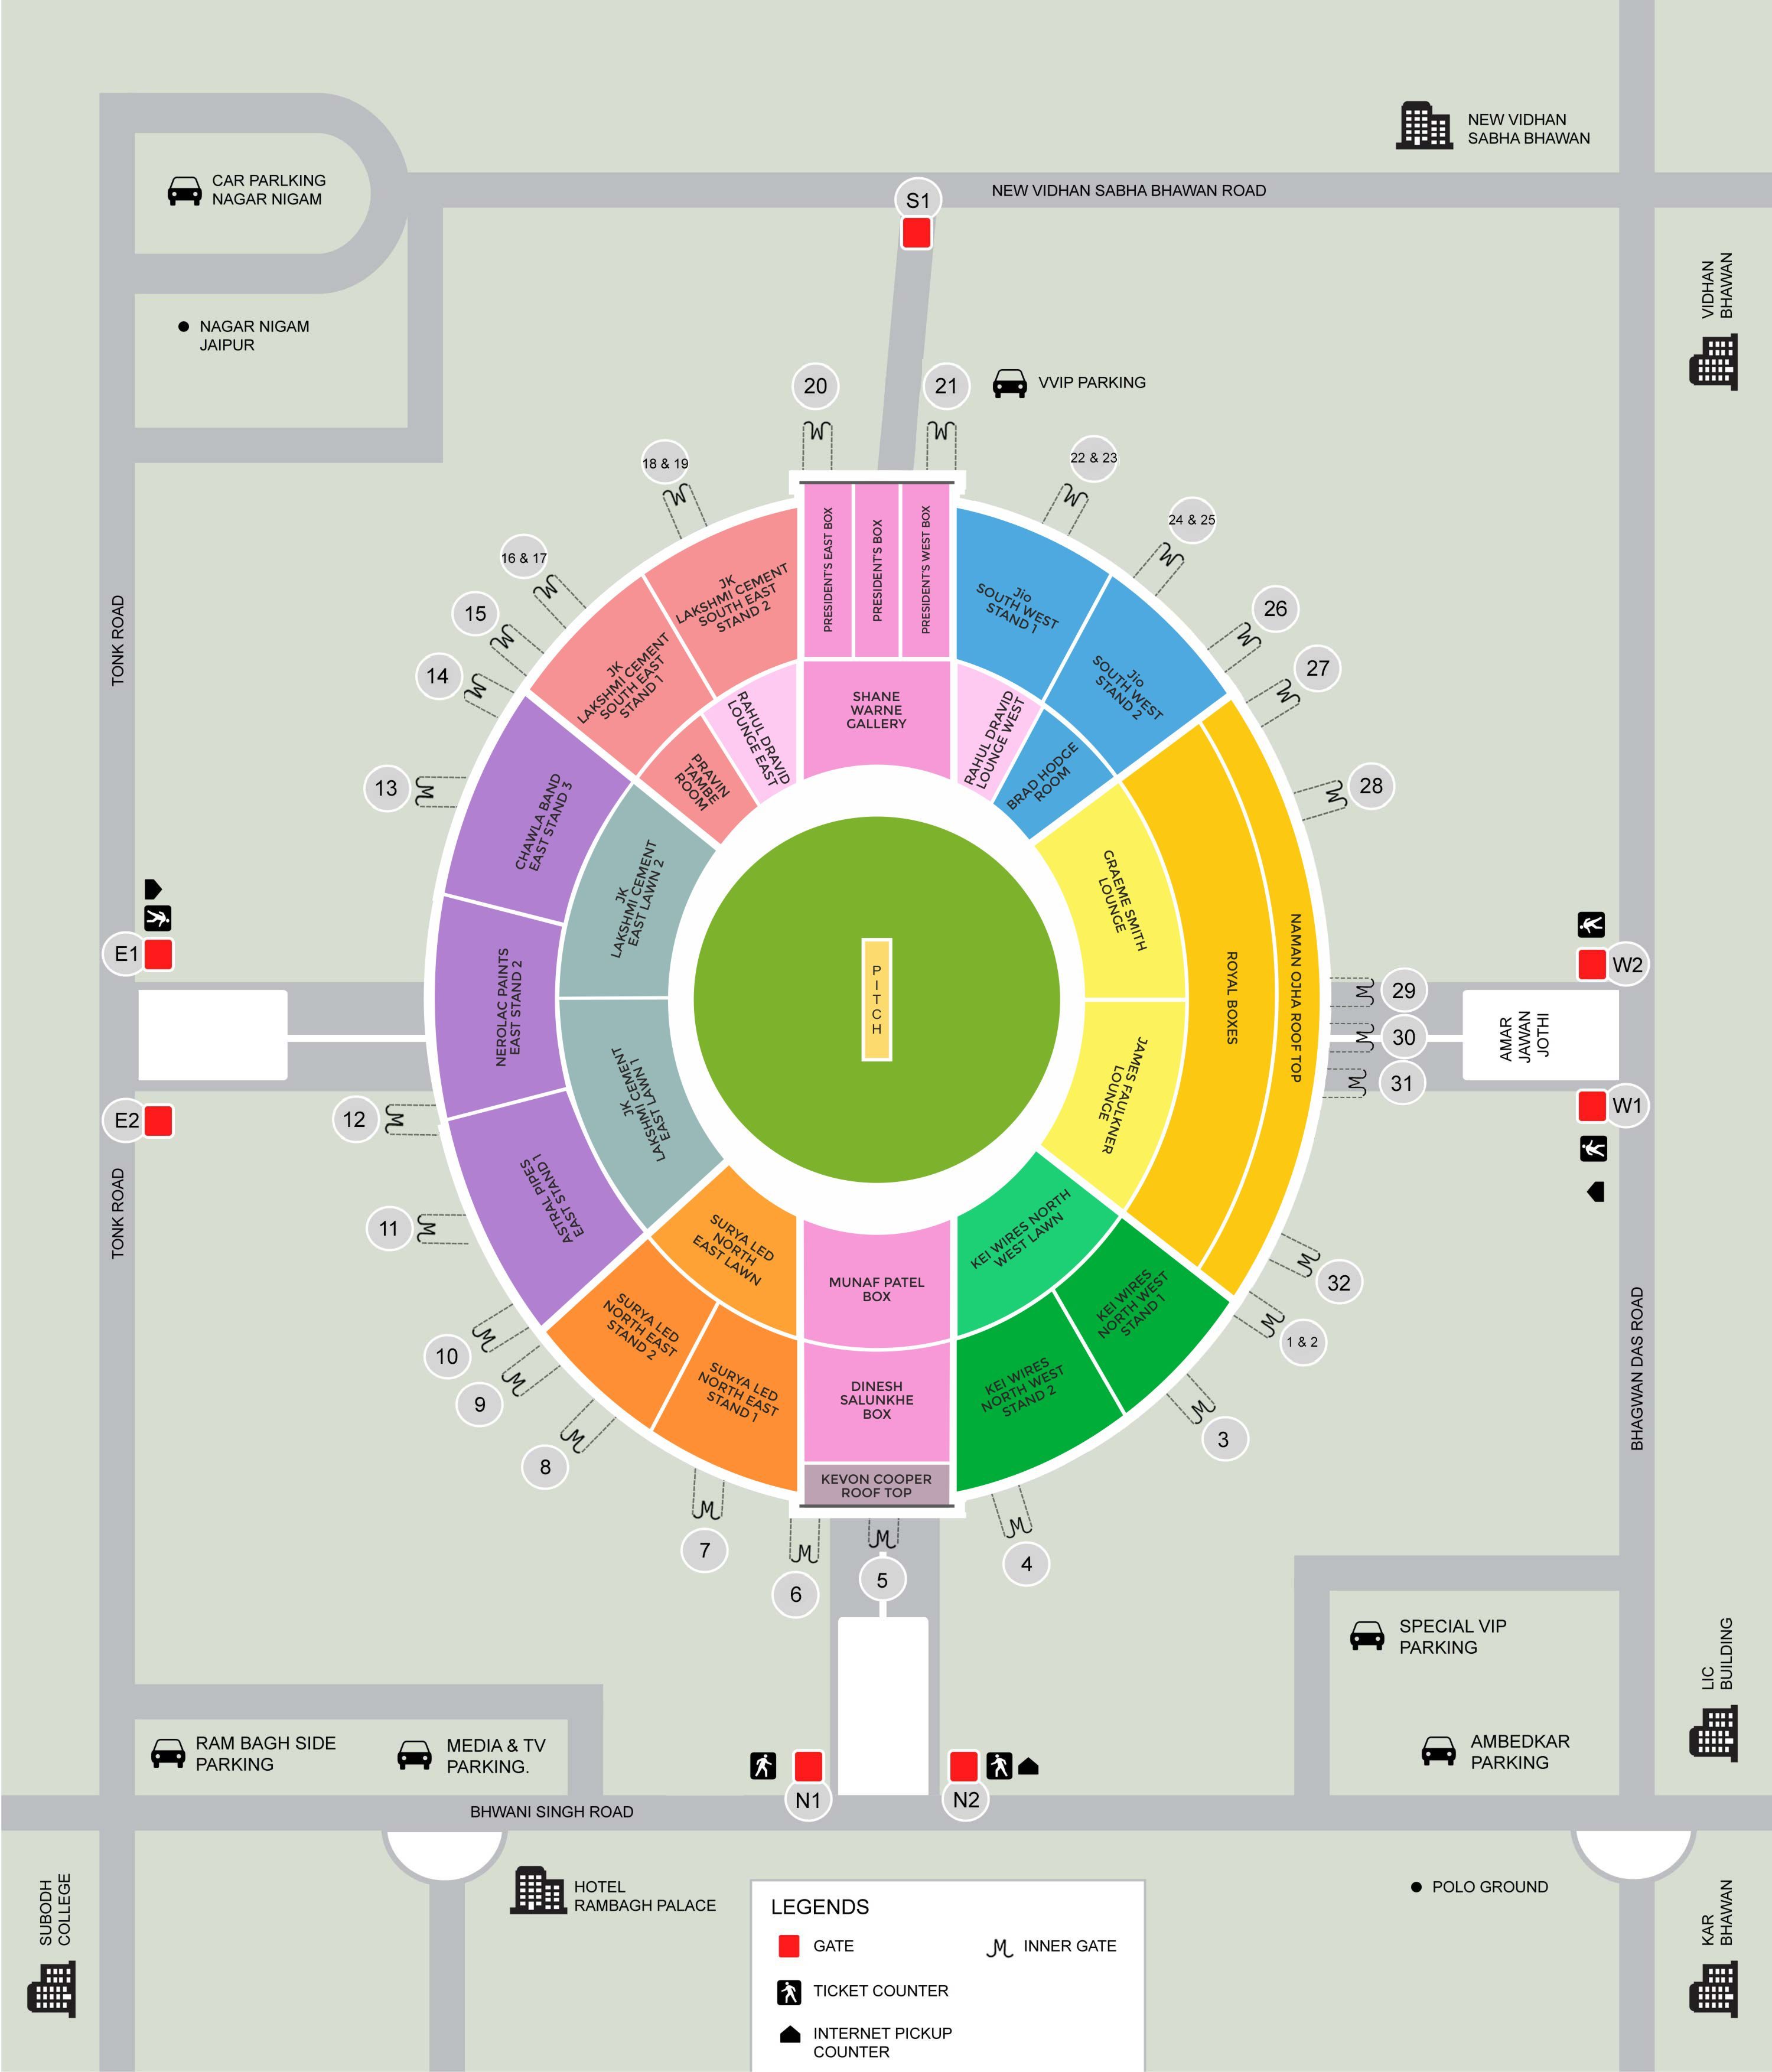 NEW VIDHAN
SABHA BHAWAN
CAR PARLKING
NAGAR NIGAM
S1
NEW VIDHAN SABHA BHAWAN ROAD
VIDHAN
BHAWAN
NAGAR NIGAM
JAIPUR
20
21
VVIP PARKING
18 & 19
22 & 23
24 & 25
16 & 17
15
14
13
26
27
28
TONK ROAD
JK
LAKSHMI CEMENT
SOUTH EAST
STAND 2
PRESIDENT'S EAST BOX
PRESIDENT'S BOX
PRESIDENT'S WEST BOX
Jio
SOUTH WEST
STAND 1
JK
LAKSHMI CEMENT
SOUTH EAST
STAND 1
Jio
SOUTH WEST
STAND 2
RAHUL DRAVID
LOUNGE EAST
SHANE
WARNE
GALLERY
RAHUL DRAVID
LOUNGE WEST
PRAVIN
TAMBE
ROOM
BRAD HODGE
ROOM
CHAWLA BAND
EAST STAND 3
JK
LAKSHMI CEMENT
EAST LAWN 2
GRAEME SMITH
LOUNGE
NAMAN OJHA ROOF TOP
ROYAL BOXES
NEROLAC PAINTS
EAST STAND 2
PITCH
E1
E2
W2
W1
29
30
31
AMAR
JAWAN
JOTHI
JK
LAKSHMI CEMENT
EAST LAWN 1
JAMES FAULKNER
LOUNGE
12
11
ASTRAL PIPES
EAST STAND 1
TONK ROAD
SURYA LED
NORTH
EAST LAWN
MUNAF PATEL
BOX
KEI WIRES NORTH
WEST LAWN
32
1 & 2
SURYA LED
NORTH EAST
STAND 2
SURYA LED
NORTH EAST
STAND 1
DINESH
SALUNKHE
BOX
KEI WIRES
NORTH WEST
STAND 2
KEI WIRES
NORTH WEST
STAND 1
BHAGWAN DAS ROAD
10
9
8
7
6
5
4
3
KEVON COOPER
ROOF TOP
SPECIAL VIP
PARKING
LIC
BUILDING
RAM BAGH SIDE
PARKING
MEDIA & TV
PARKING.
AMBEDKAR
PARKING
N1
N2
BHWANI SINGH ROAD
SUBODH
COLLEGE
HOTEL
RAMBAGH PALACE
POLO GROUND
KAR
BHAWAN
LEGENDS
GATE
INNER GATE
TICKET COUNTER
INTERNET PICKUP
COUNTER